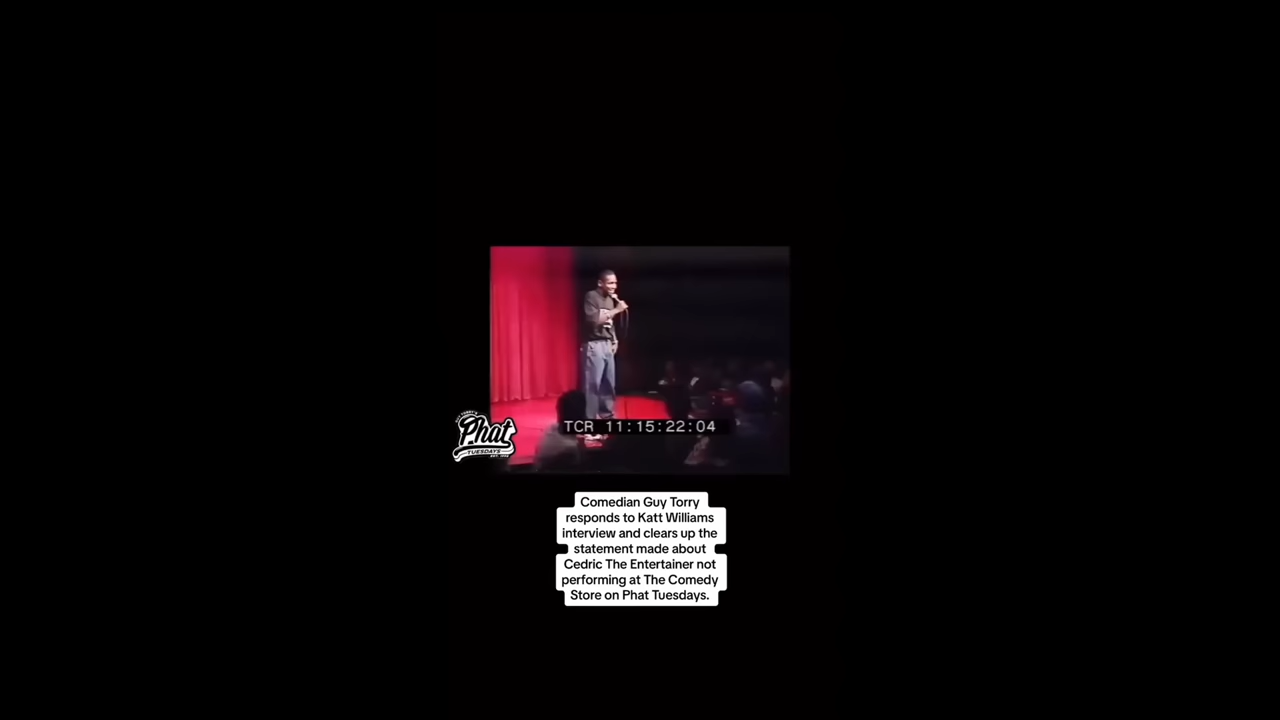 TCR 11:15:22:04
Phat
TUESDAYS
Comedian Guy Torry
responds to Katt Williams
interview and clears up the
statement made about
Cedric The Entertainer not
performing at The Comedy
Store on Phat Tuesdays.